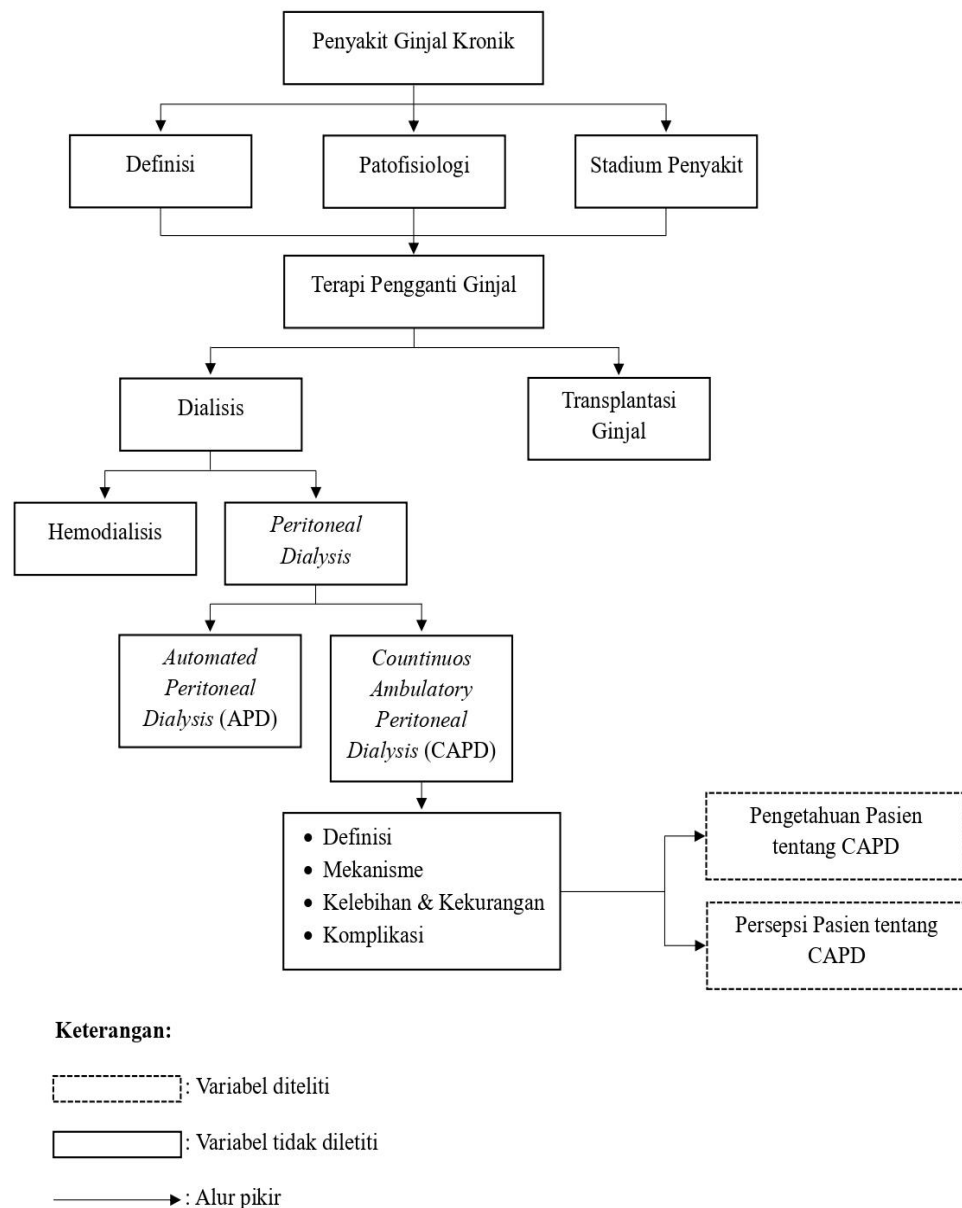 Penyakit Ginjal Kronik
Definisi
Patofisiologi
Stadium Penyakit
Terapi Pengganti Ginjal
Dialisis
Transplantasi
Ginjal
Hemodialisis
Peritoneal
Dialysis
Automated
Peritoneal
Dialysis (APD)
Countinuos
Ambulatory
Peritoneal
Dialysis (CAPD)
• Definisi
• Mekanisme
• Kelebihan & Kekurangan
• Komplikasi
Pengetahuan Pasien
tentang CAPD
Persepsi Pasien tentang
CAPD
Keterangan:
: Variabel diteliti
: Variabel tidak diletiti
: Alur pikir